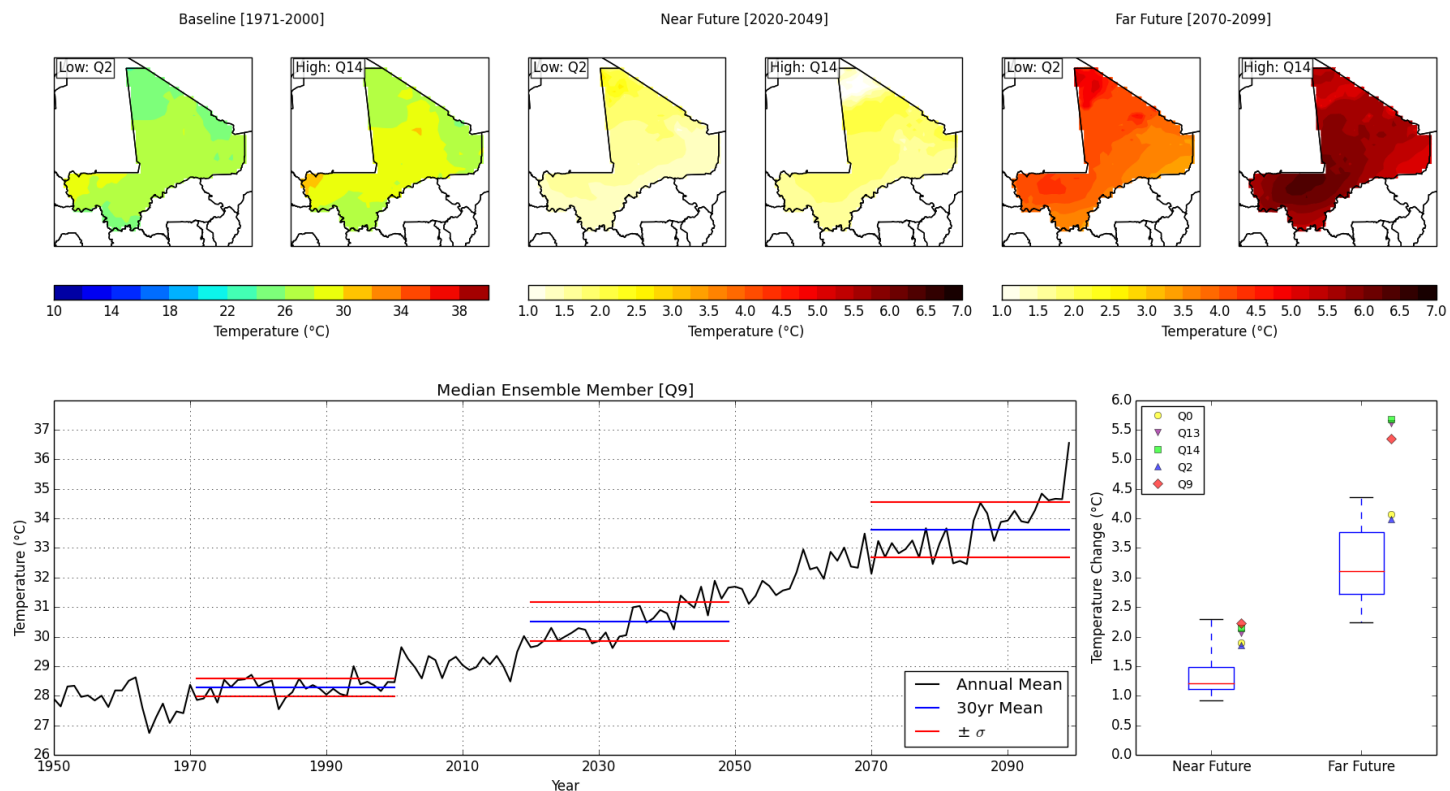 Baseline [1971-2000]
Near Future [2020-2049]
Far Future [2070-2099]
Low: Q2
High: Q14
Low: Q2
High: Q14
Low: Q2
High: Q14
10 14 18 22 26 30 34 38
Temperature (°C)
1.0 1.5 2.0 2.5 3.0 3.5 4.0 4.5 5.0 5.5 6.0 6.5 7.0
Temperature (°C)
1.0 1.5 2.0 2.5 3.0 3.5 4.0 4.5 5.0 5.5 6.0 6.5 7.0
Temperature (°C)
Median Ensemble Member [Q9]
Temperature (°C)
37
36
35
34
33
32
31
30
29
28
27
26
1950 1970 1990 2010 2030 2050 2070 2090
Year
Annual Mean
30yr Mean
± σ
Temperature Change (°C)
6.0
5.5
5.0
4.5
4.0
3.5
3.0
2.5
2.0
1.5
1.0
0.5
0.0
Q0
Q13
Q14
Q2
Q9
Near Future
Far Future